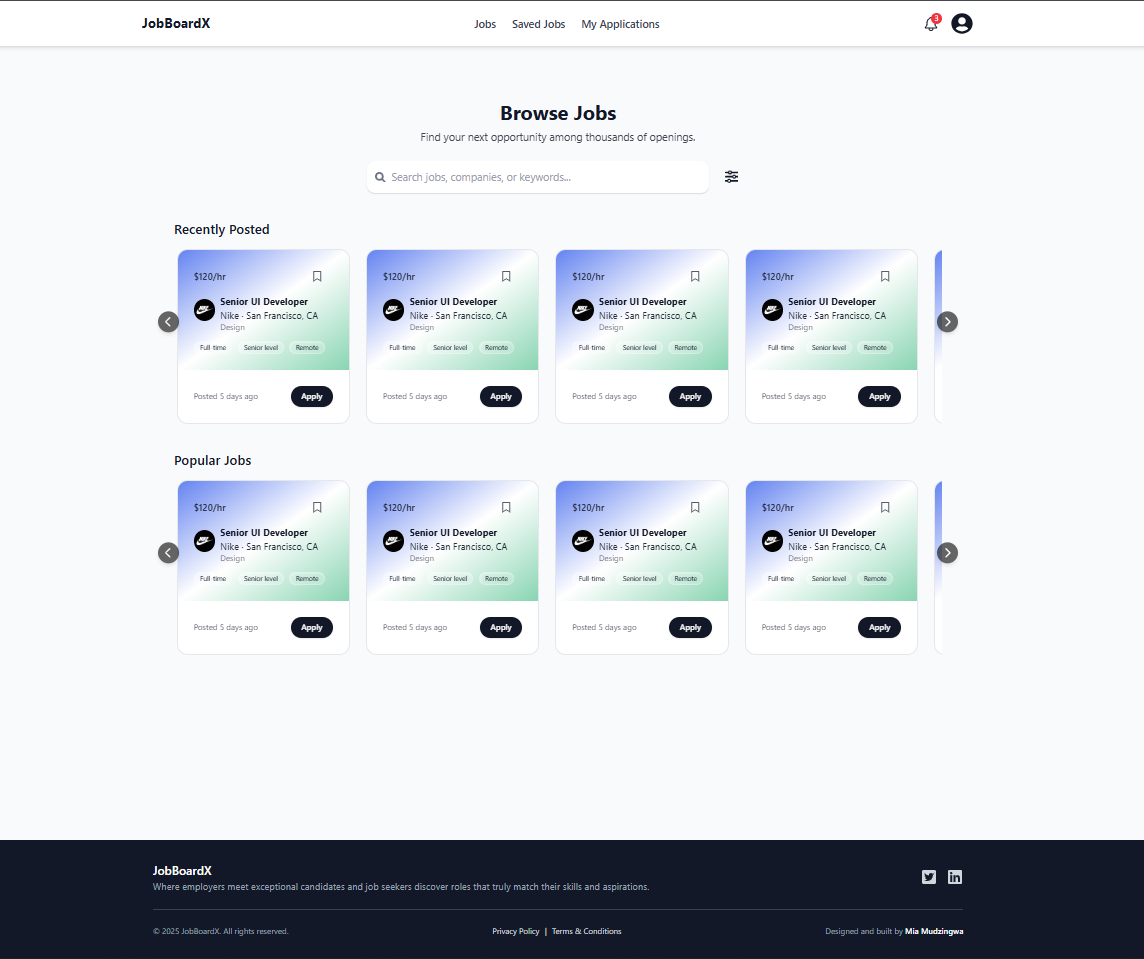 JobBoardX
Jobs Saved Jobs My Applications
3
Browse Jobs
Find your next opportunity among thousands of openings.
Search jobs, companies, or keywords...
Recently Posted
$120/hr
Senior UI Developer
Nike · San Francisco, CA
Design
Full-time Senior level Remote
Posted 5 days ago Apply
$120/hr
Senior UI Developer
Nike · San Francisco, CA
Design
Full-time Senior level Remote
Posted 5 days ago Apply
$120/hr
Senior UI Developer
Nike · San Francisco, CA
Design
Full-time Senior level Remote
Posted 5 days ago Apply
$120/hr
Senior UI Developer
Nike · San Francisco, CA
Design
Full-time Senior level Remote
Posted 5 days ago Apply
Popular Jobs
$120/hr
Senior UI Developer
Nike · San Francisco, CA
Design
Full-time Senior level Remote
Posted 5 days ago Apply
$120/hr
Senior UI Developer
Nike · San Francisco, CA
Design
Full-time Senior level Remote
Posted 5 days ago Apply
$120/hr
Senior UI Developer
Nike · San Francisco, CA
Design
Full-time Senior level Remote
Posted 5 days ago Apply
$120/hr
Senior UI Developer
Nike · San Francisco, CA
Design
Full-time Senior level Remote
Posted 5 days ago Apply
JobBoardX
Where employers meet exceptional candidates and job seekers discover roles that truly match their skills and aspirations.
© 2025 JobBoardX. All rights reserved. Privacy Policy | Terms & Conditions Designed and built by Mia Mudzingwa